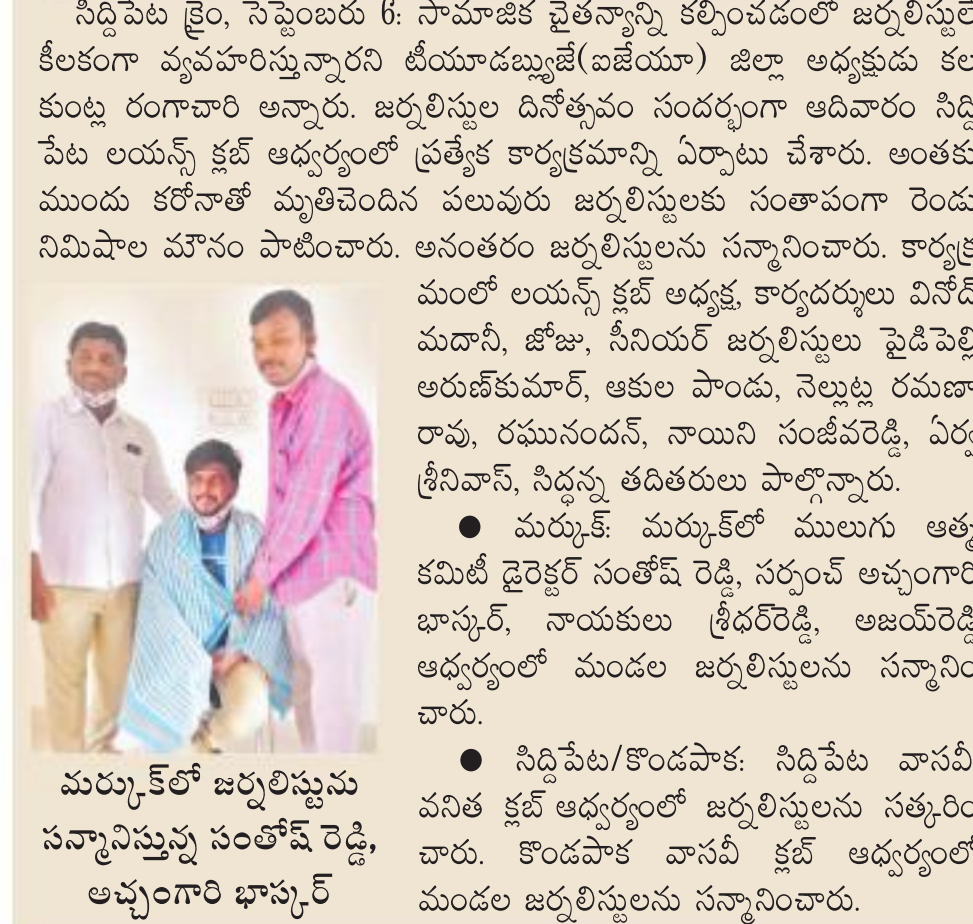 సిద్దిపేట క్రైం, సెప్టెంబరు 6: సామాజిక చైతన్యాన్ని కల్పించడంలో జర్నలిస్టులే
కీలకంగా వ్యవహరిస్తున్నారని టీయూడబ్ల్యుజే(ఐజేయూ) జిల్లా అధ్యక్షుడు కల
కుంట్ల రంగాచారి అన్నారు. జర్నలిస్టుల దినోత్సవం సందర్భంగా ఆదివారం సిద్ది
పేట లయన్స్ క్లబ్ ఆధ్వర్యంలో ప్రత్యేక కార్యక్రమాన్ని ఏర్పాటు చేశారు. అంతకు
ముందు కరోనాతో మృతిచెందిన పలువురు జర్నలిస్టులకు సంతాపంగా రెండు
నిమిషాల మౌనం పాటించారు. అనంతరం జర్నలిస్టులను సన్మానించారు. కార్యక్ర
మంలో లయన్స్ క్లబ్ అధ్యక్ష, కార్యదర్శులు వినోద్
మదానీ, జోజు, సీనియర్ జర్నలిస్టులు పైడిపెల్లి
అరుణ్‌కుమార్, ఆకుల పాండు, నెల్లుట్ల రమణా
రావు, రఘునందన్, నాయిని సంజీవరెడ్డి, ఏర్వ
శ్రీనివాస్, సిద్ధన్న తదితరులు పాల్గొన్నారు.
● మర్కుక్: మర్కుక్‌లో ములుగు ఆత్మ
కమిటీ డైరెక్టర్ సంతోష్ రెడ్డి, సర్పంచ్ అచ్చంగారి
భాస్కర్, నాయకులు శ్రీధర్‌రెడ్డి, అజయ్‌రెడ్డి
ఆధ్వర్యంలో మండల జర్నలిస్టులను సన్మానిం
చారు.
● సిద్దిపేట/కొండపాక: సిద్దిపేట వాసవీ
వనిత క్లబ్ ఆధ్వర్యంలో జర్నలిస్టులను సత్కరిం
చారు. కొండపాక వాసవీ క్లబ్ ఆధ్వర్యంలో
మండల జర్నలిస్టులను సన్మానించారు.
మర్కుక్‌లో జర్నలిస్టును
సన్మానిస్తున్న సంతోష్ రెడ్డి,
అచ్చంగారి భాస్కర్